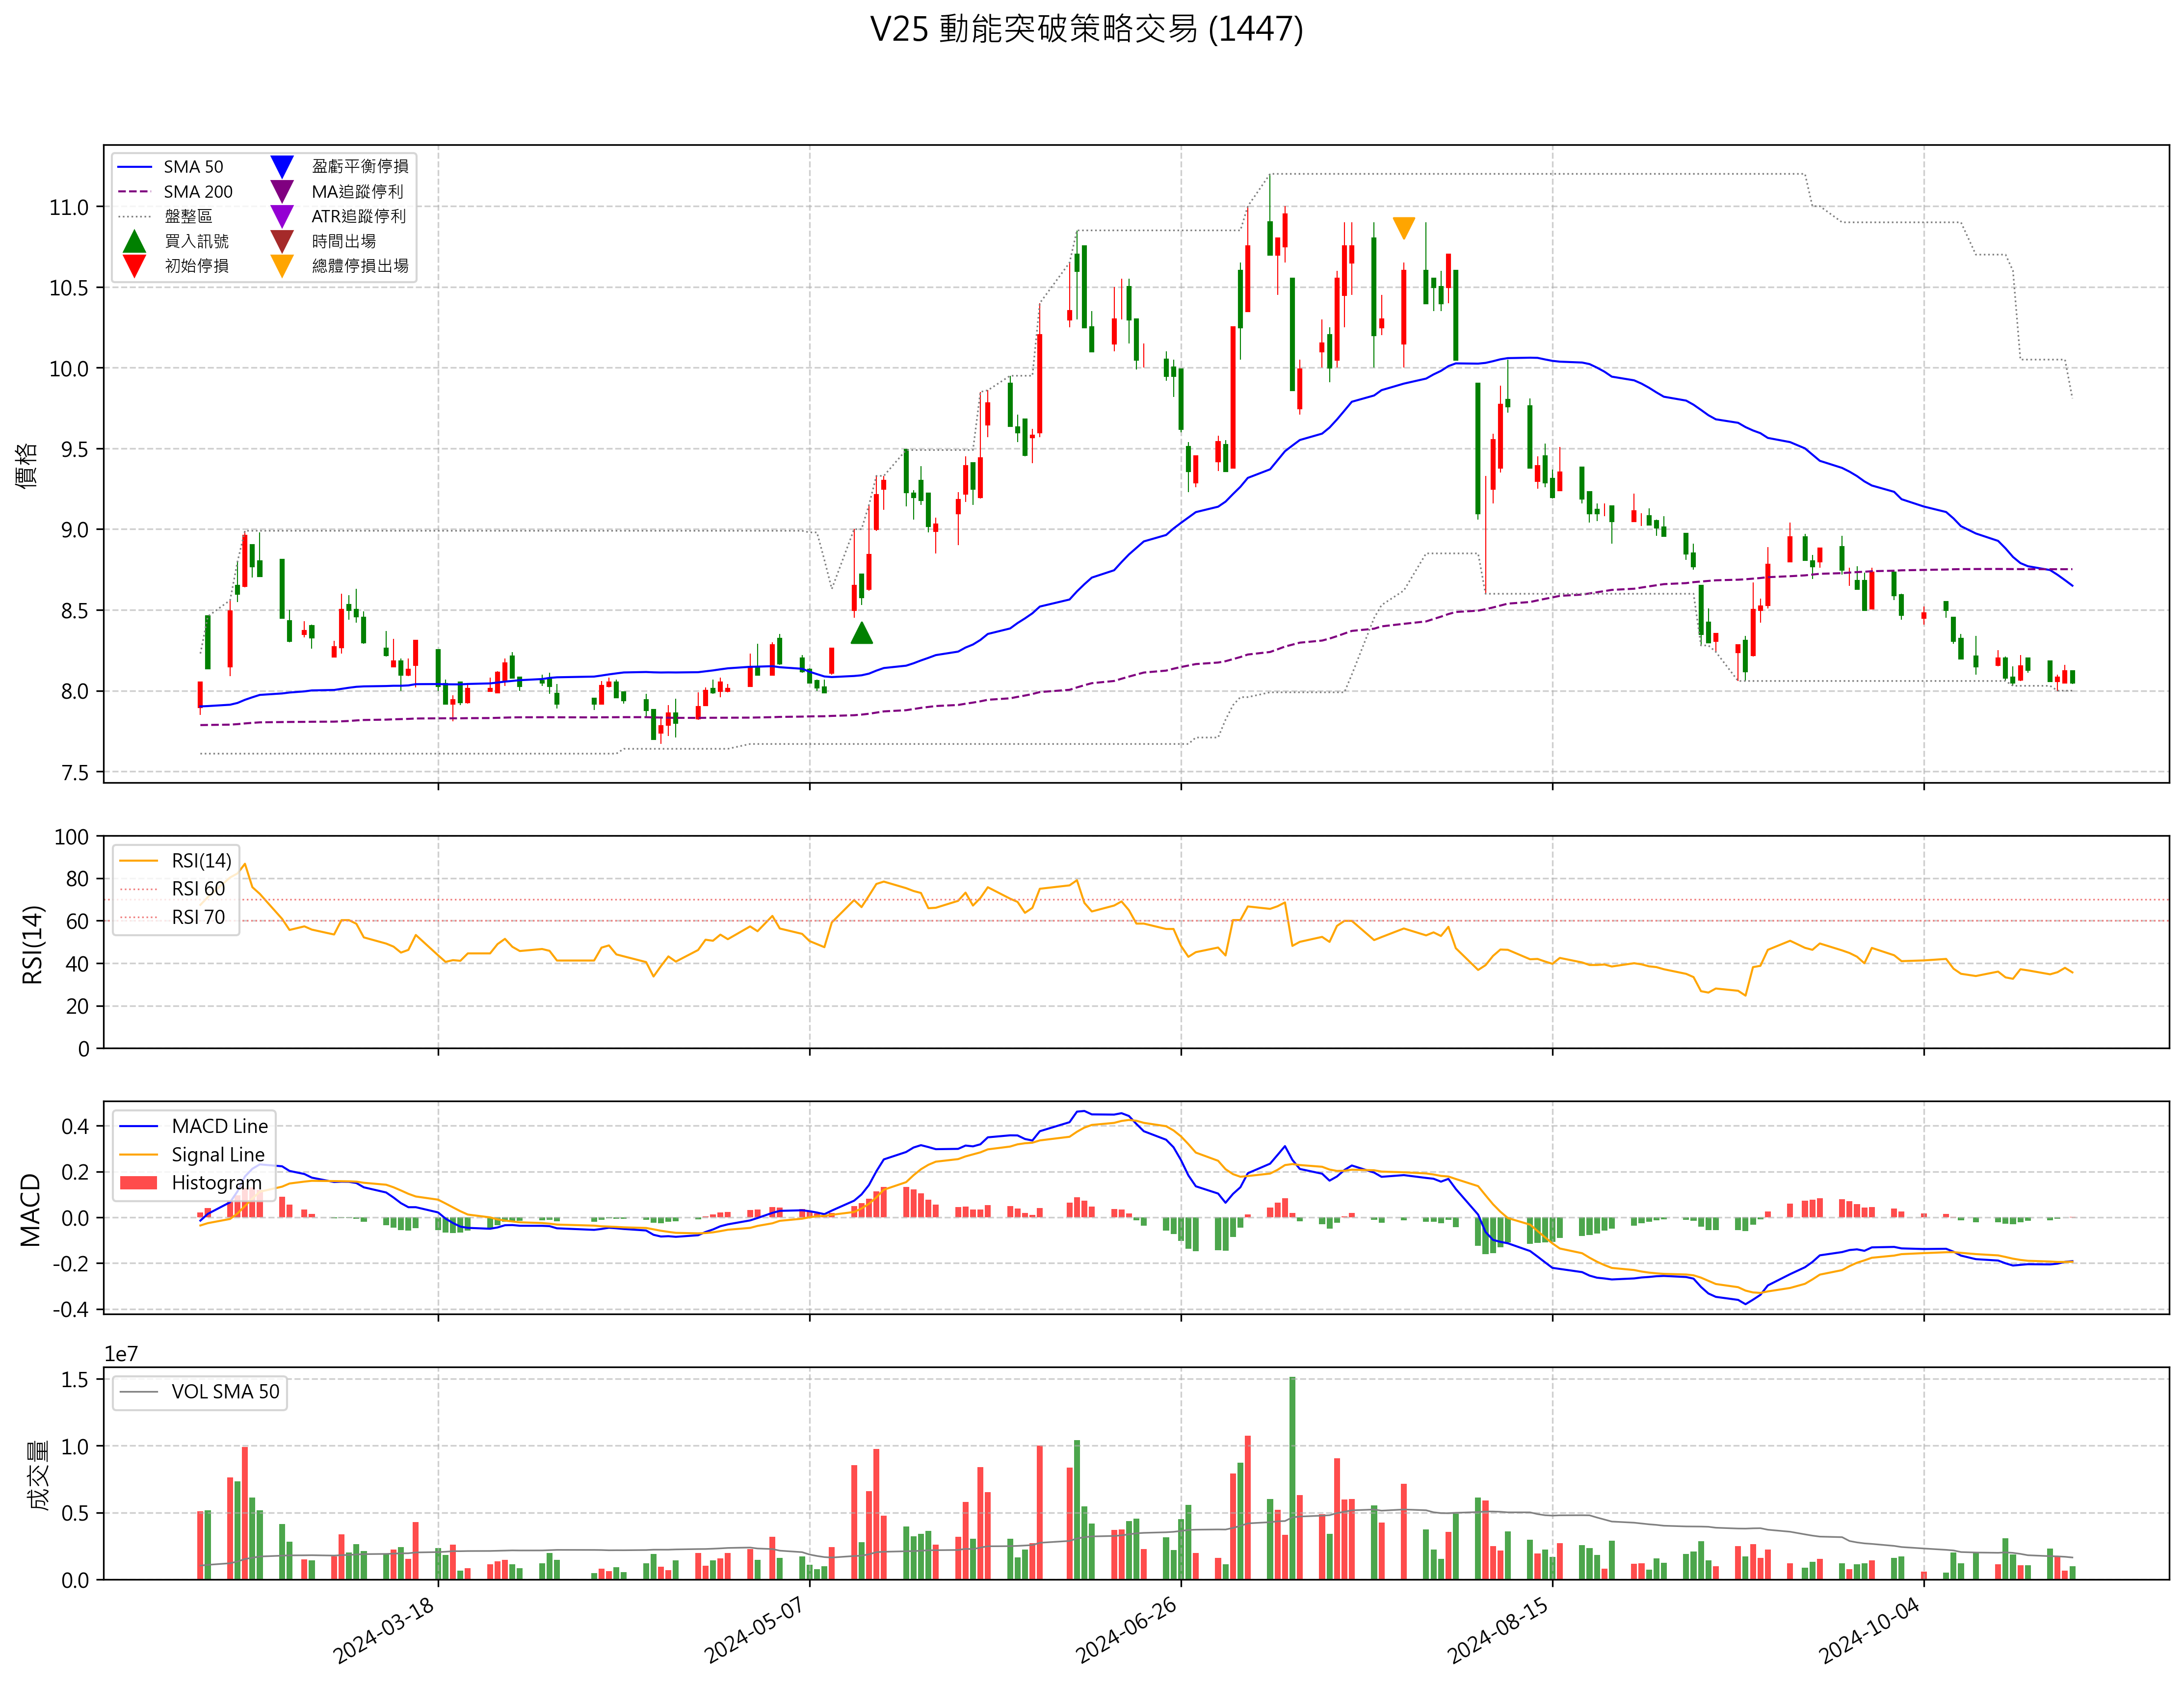 V25 動能突破策略交易 (1447)
SMA 50
SMA 200
盤整區
買入訊號
初始停損
盈虧平衡停損
MA追蹤停利
ATR追蹤停利
時間出場
總體停損出場
價格
11.0
10.5
10.0
9.5
9.0
8.5
8.0
7.5
RSI(14)
RSI 60
RSI 70
RSI(14)
100
80
60
40
20
0
MACD Line
Signal Line
Histogram
MACD
0.4
0.2
0.0
-0.2
-0.4
1e7
VOL SMA 50
成交量
1.5
1.0
0.5
0.0
2024-03-18
2024-05-07
2024-06-26
2024-08-15
2024-10-04